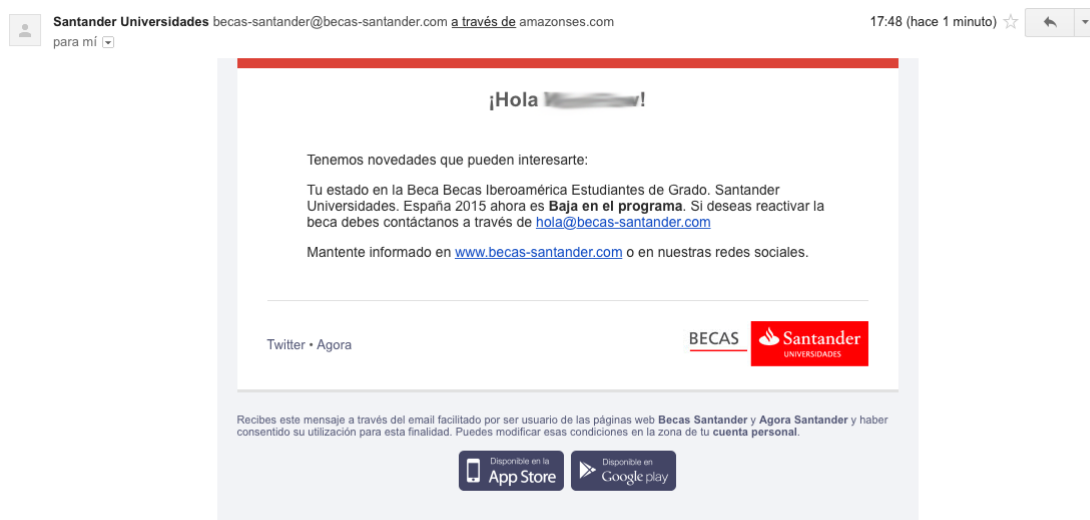 Santander Universidades becas-santander@becas-santander.com a través de amazonses.com
17:48 (hace 1 minuto)
para mí
¡Hola !
Tenemos novedades que pueden interesarte:
Tu estado en la Beca Becas Iberoamérica Estudiantes de Grado. Santander
Universidades. España 2015 ahora es Baja en el programa. Si deseas reactivar la
beca debes contáctanos a través de hola@becas-santander.com
Mantente informado en www.becas-santander.com o en nuestras redes sociales.
Twitter • Agora
BECAS
Santander
UNIVERSIDADES
Recibes este mensaje a través del email facilitado por ser usuario de las páginas web Becas Santander y Agora Santander y haber
consentido su utilización para esta finalidad. Puedes modificar esas condiciones en la zona de tu cuenta personal.
Disponible en la
App Store
Disponible en
Google play